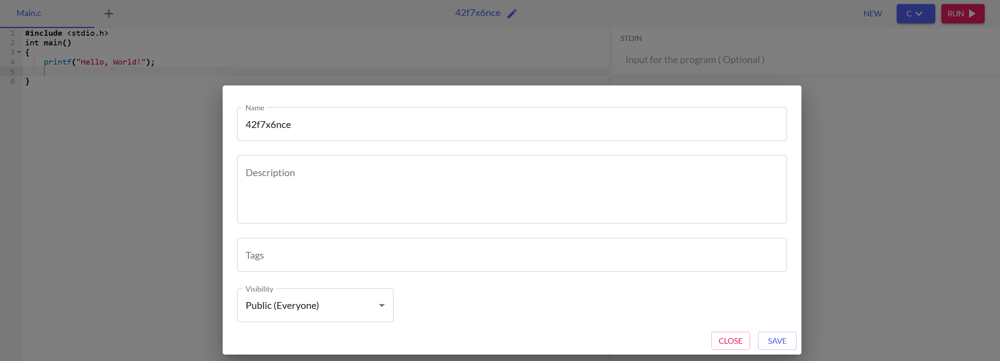 Main.c
42f7x6nce
NEW
C
RUN
1 #include <stdio.h>
2 int main()
3 {
4     printf("Hello, World!");
5
6 }
STDIN
Input for the program ( Optional )
Name
42f7x6nce
Description
Tags
Visibility
Public (Everyone)
CLOSE
SAVE